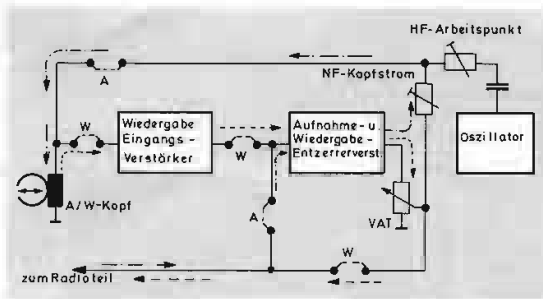 HF-Arbeitspunkt
NF-Kopfstrom
A
W
Wiedergabe
Eingangs-
Verstärker
W
Aufnahme- u.
Wiedergabe-
Entzerrerverst.
Oszillator
A/W-Kopf
A
VAT
W
zum Radioteil